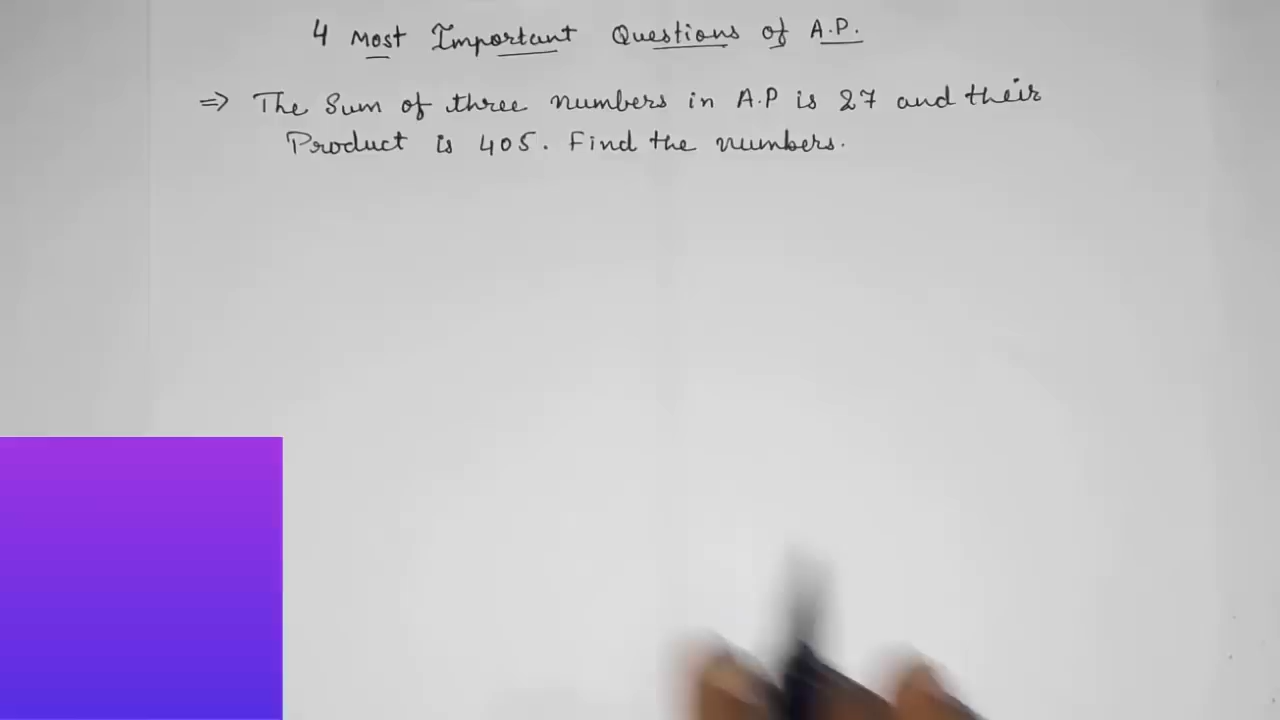 4 Most Important Questions of A.P.
=> The Sum of three numbers in A.P is 27 and their
Product is 405. Find the numbers.